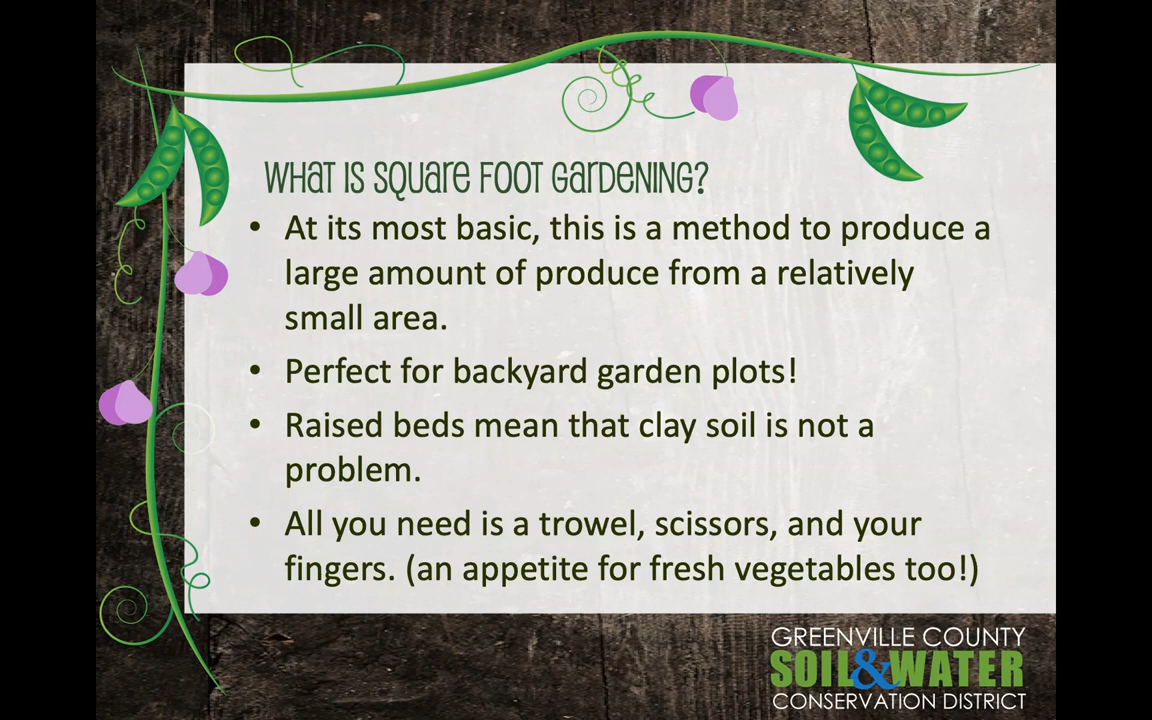 What is Square Foot Gardening?
• At its most basic, this is a method to produce a
large amount of produce from a relatively
small area.
• Perfect for backyard garden plots!
• Raised beds mean that clay soil is not a
problem.
• All you need is a trowel, scissors, and your
fingers. (an appetite for fresh vegetables too!)
GREENVILLE COUNTY
SOIL&WATER
CONSERVATION DISTRICT